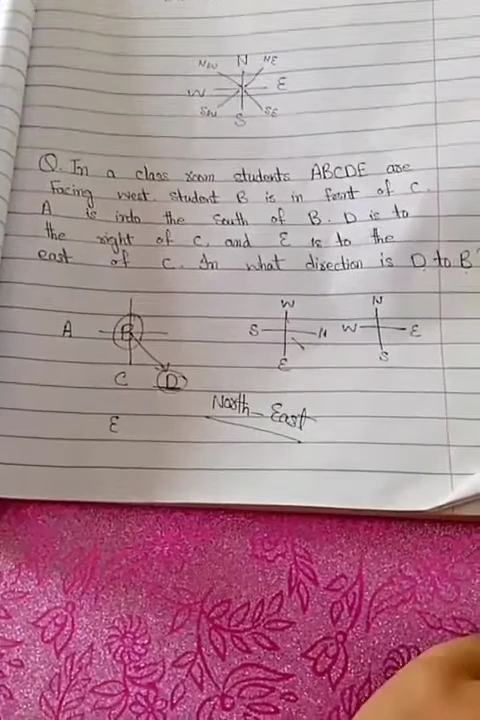 NW N NE
W E
SW S SE
Q. In a class room students ABCDE are
Facing west. student B is in front of C.
A is into the South of B. D is to
the right of C, and E is to the
east of C. In what direction is D to B?
W N
A B S N W E
E S
C D
North-East
E